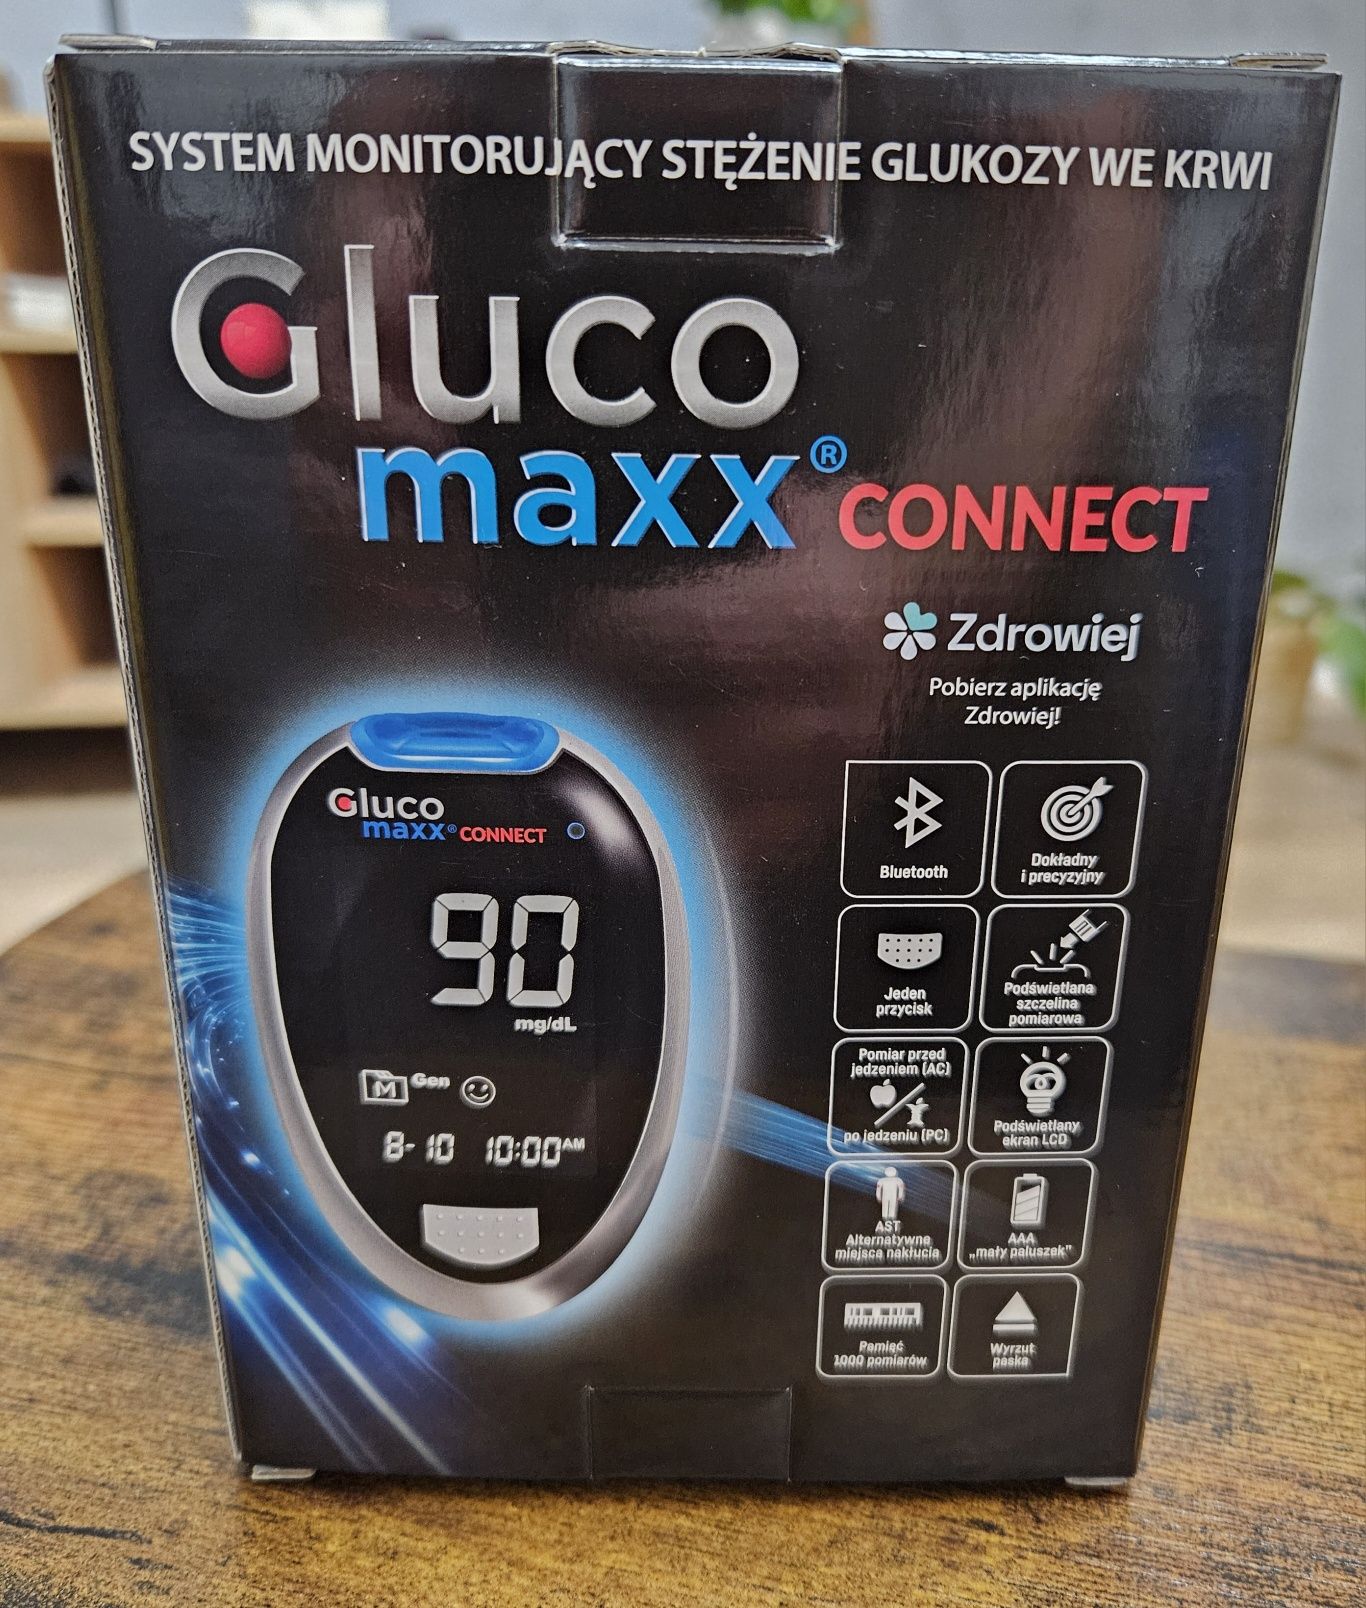 SYSTEM MONITORUJĄCY STĘŻENIE GLUKOZY WE KRWI
Gluco
maxx® CONNECT
Zdrowiej
Pobierz aplikację
Zdrowiej!
Gluco
maxx® CONNECT
90
mg/dL
M Gen
8-10 10:00 AM
Bluetooth
Dokładny
i precyzyjny
Jeden
przycisk
Podświetlana
szczelina
pomiarowa
Pomiar przed
jedzeniem (AC)
po jedzeniu (PC)
Podświetlany
ekran LCD
AST
Alternatywne
miejsca nakłucia
AAA
„mały paluszek"
Pamięć
1000 pomiarów
Wyrzut
paska